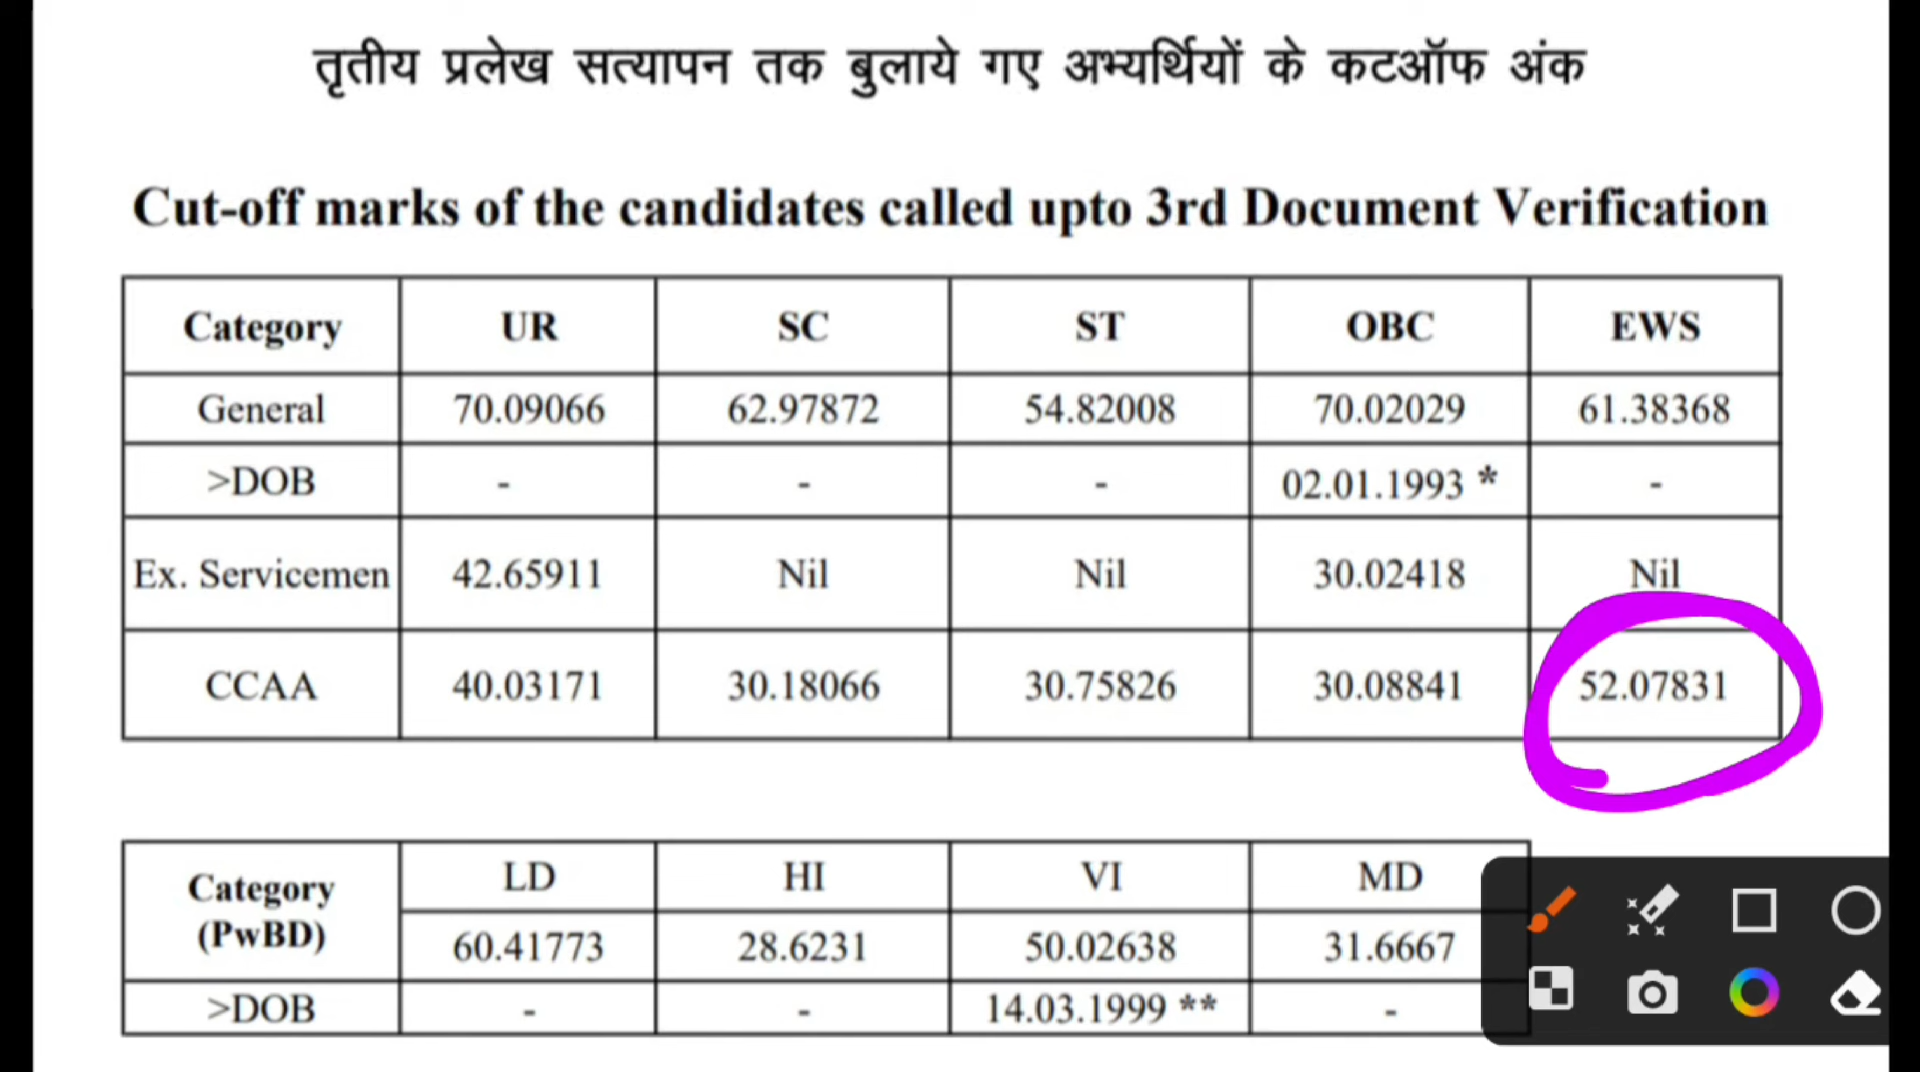 तृतीय प्रलेख सत्यापन तक बुलाये गए अभ्यर्थियों के कटऑफ अंक
Cut-off marks of the candidates called upto 3rd Document Verification
Category UR SC ST OBC EWS
General 70.09066 62.97872 54.82008 70.02029 61.38368
>DOB - - - 02.01.1993 * -
Ex. Servicemen 42.65911 Nil Nil 30.02418 Nil
CCAA 40.03171 30.18066 30.75826 30.08841 52.07831
Category (PwBD) LD HI VI MD
60.41773 28.6231 50.02638 31.6667
>DOB - - 14.03.1999 ** -